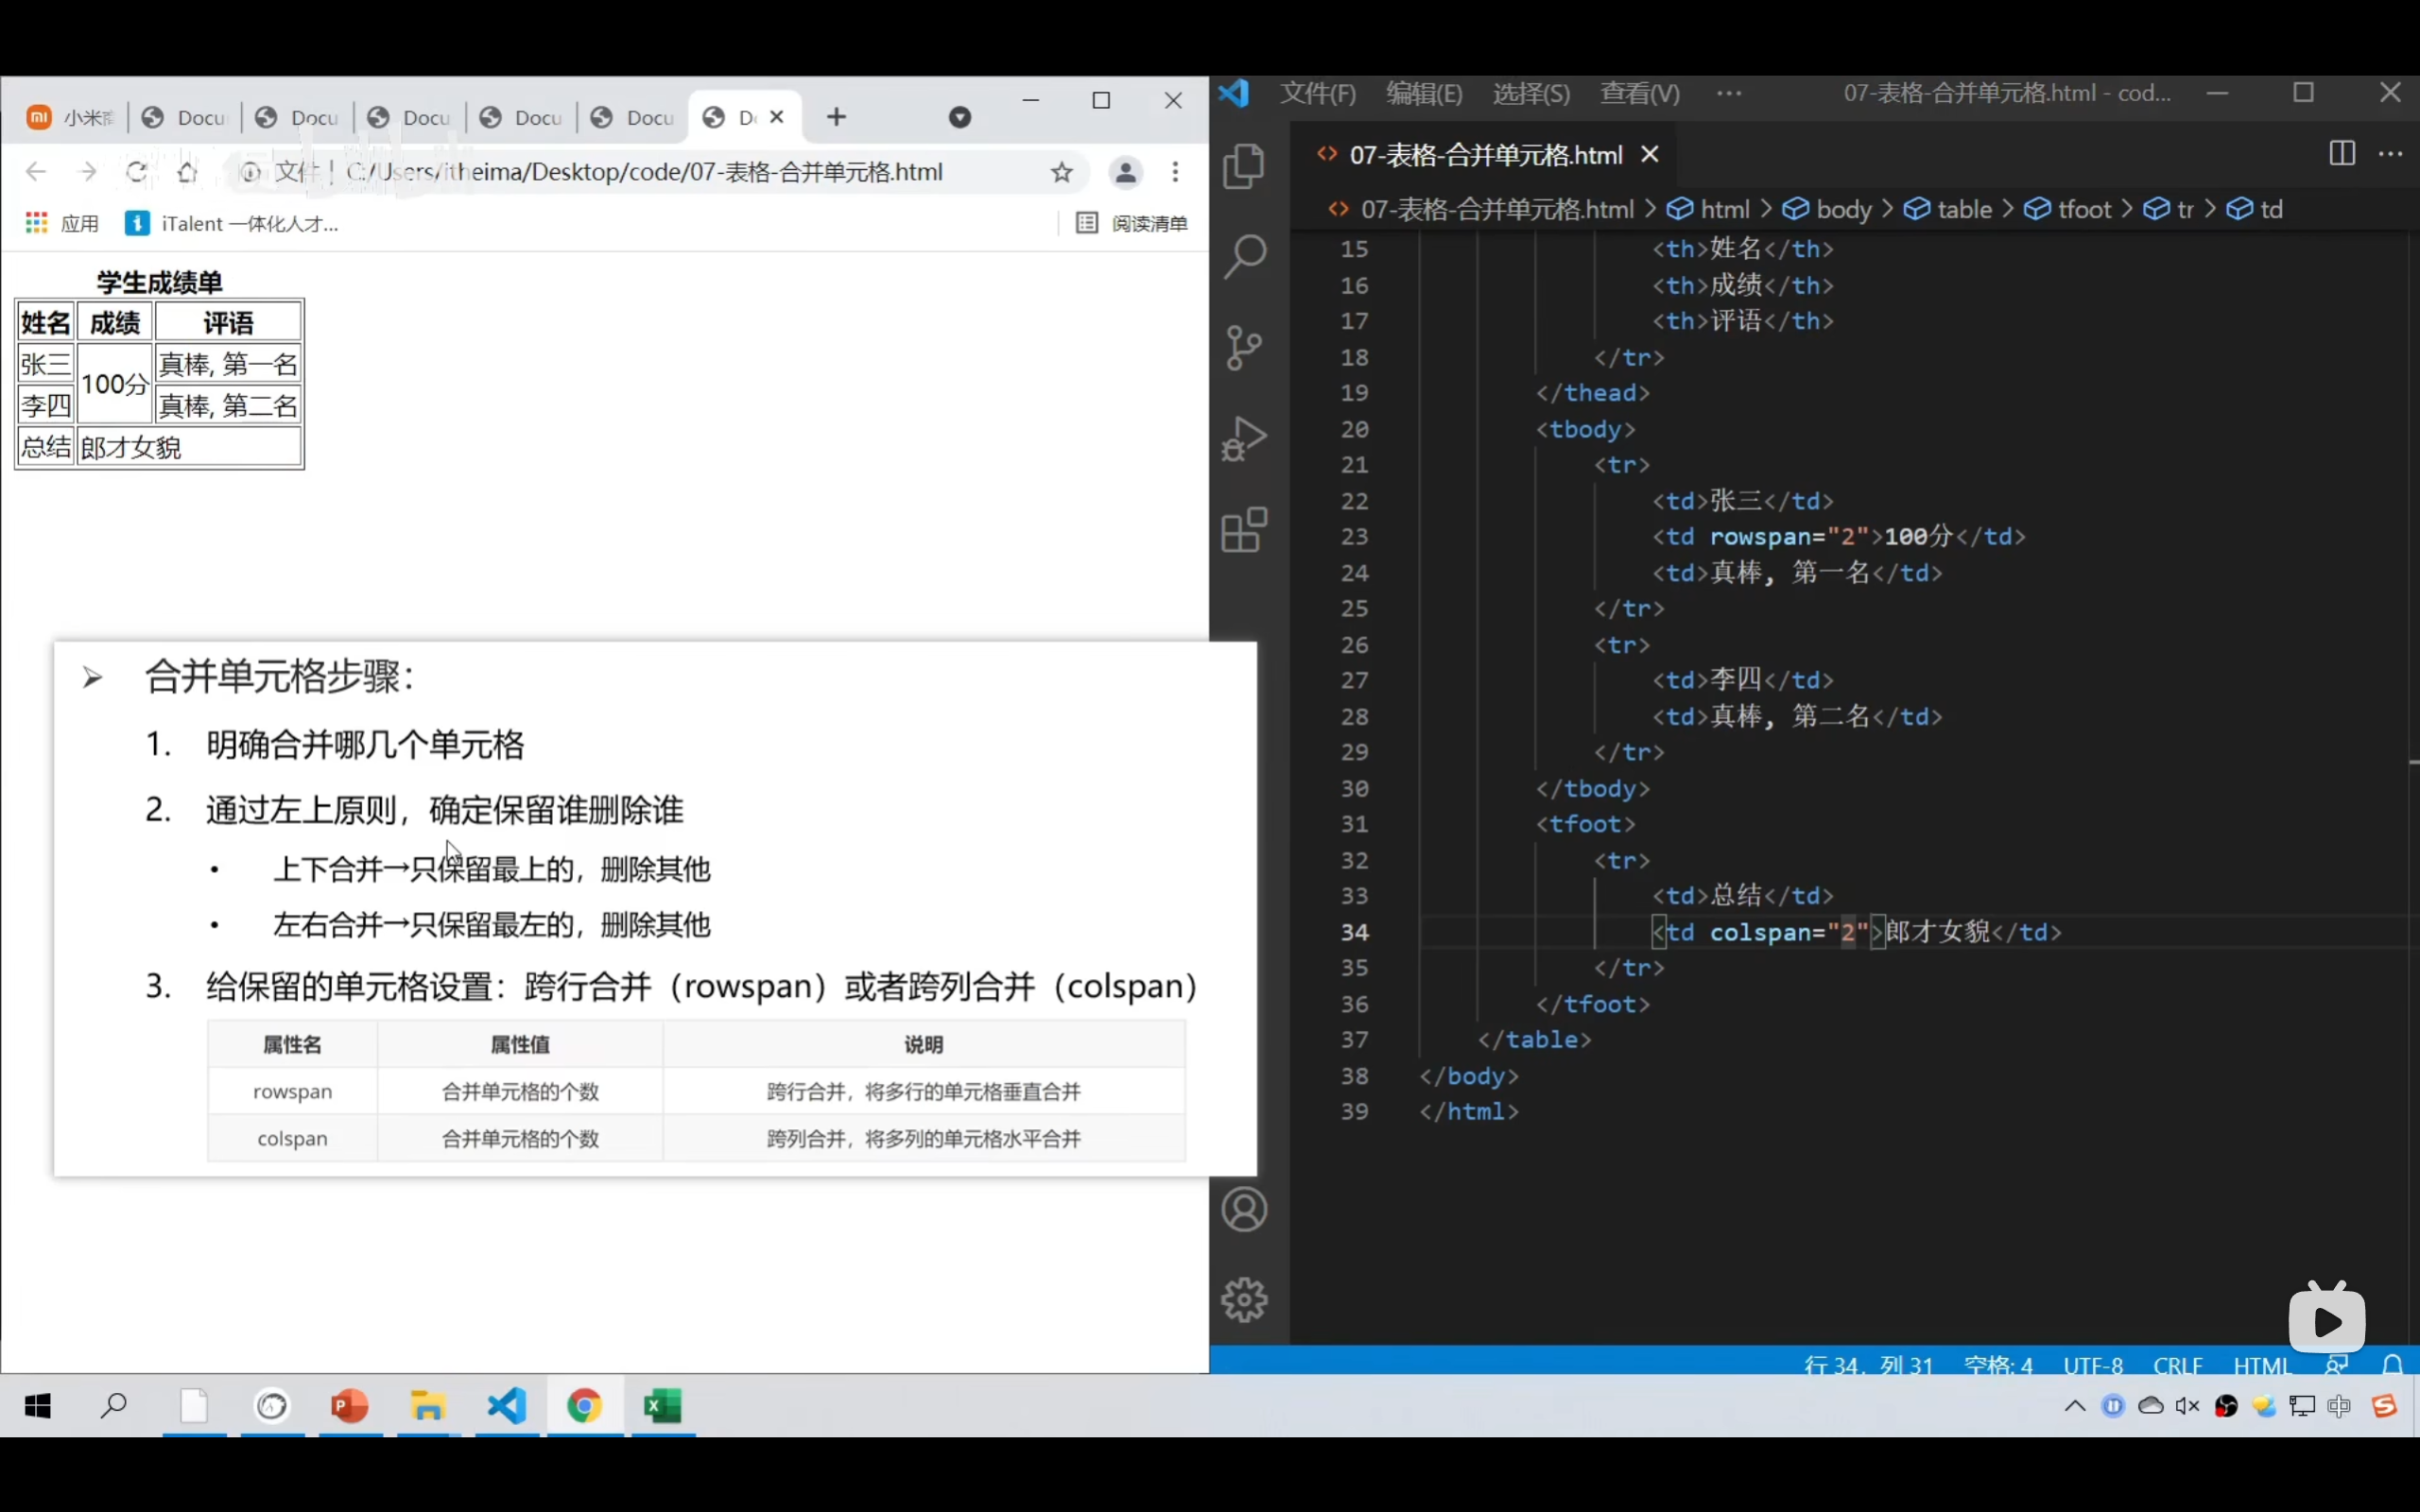 小米商 Docu Docu Docu Docu Docu Do
文件 C:/Users/itheima/Desktop/code/07-表格-合并单元格.html
应用 iTalent 一体化人才... 阅读清单
学生成绩单
姓名 成绩 评语
张三 100分 真棒, 第一名
李四 真棒, 第二名
总结 郎才女貌
合并单元格步骤：
1. 明确合并哪几个单元格
2. 通过左上原则，确定保留谁删除谁
• 上下合并→只保留最上的，删除其他
• 左右合并→只保留最左的，删除其他
3. 给保留的单元格设置：跨行合并（rowspan）或者跨列合并（colspan）
属性名 属性值 说明
rowspan 合并单元格的个数 跨行合并，将多行的单元格垂直合并
colspan 合并单元格的个数 跨列合并，将多列的单元格水平合并
文件(F) 编辑(E) 选择(S) 查看(V) ··· 07-表格-合并单元格.html - cod...
07-表格-合并单元格.html
07-表格-合并单元格.html > html > body > table > tfoot > tr > td
15 <th>姓名</th>
16 <th>成绩</th>
17 <th>评语</th>
18 </tr>
19 </thead>
20 <tbody>
21 <tr>
22 <td>张三</td>
23 <td rowspan="2">100分</td>
24 <td>真棒, 第一名</td>
25 </tr>
26 <tr>
27 <td>李四</td>
28 <td>真棒, 第二名</td>
29 </tr>
30 </tbody>
31 <tfoot>
32 <tr>
33 <td>总结</td>
34 <td colspan="2">郎才女貌</td>
35 </tr>
36 </tfoot>
37 </table>
38 </body>
39 </html>
行 34, 列 31 空格: 4 UTF-8 CRLF HTML
中